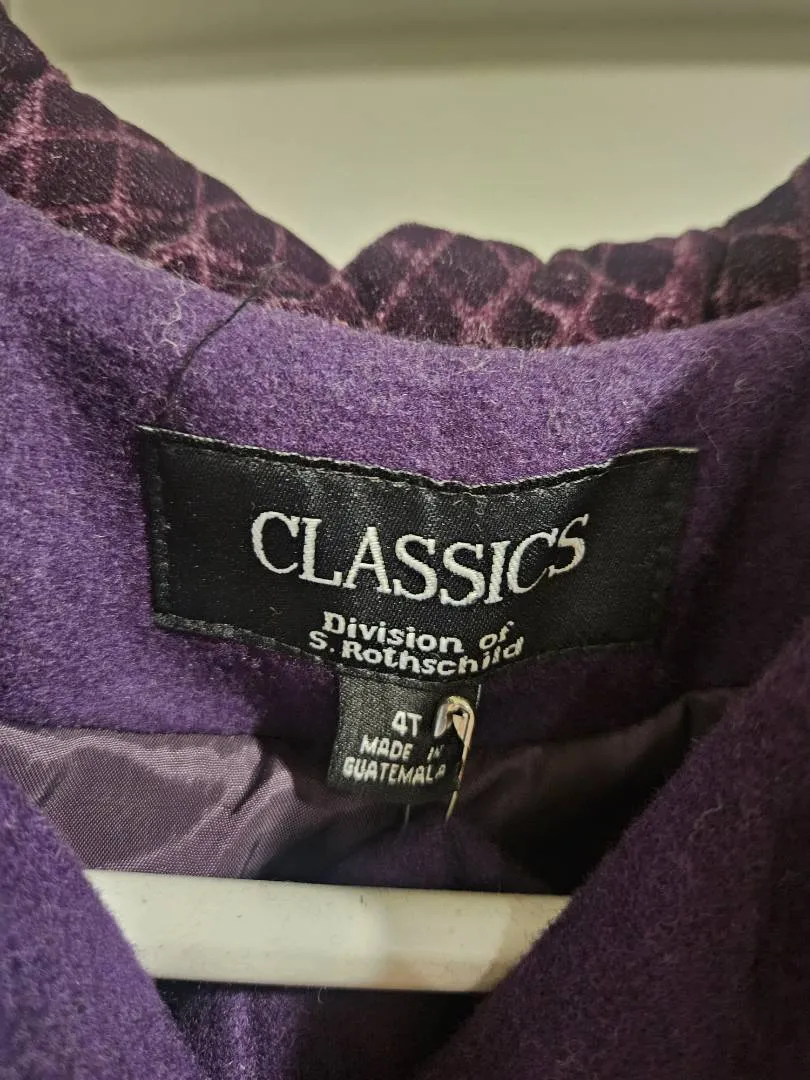 CLASSICS
Division of
S. Rothschild
4T
MADE IN
GUATEMALA